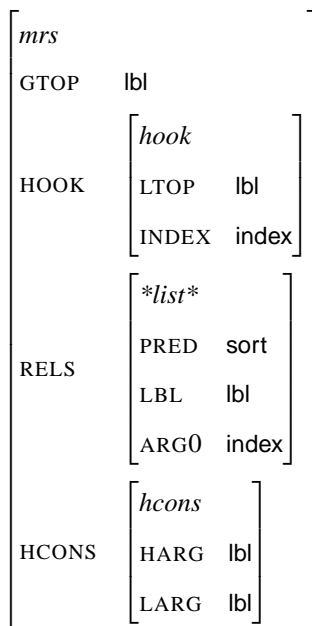 mrs
GTOP lbl
hook
HOOK LTOP lbl
INDEX index
*list*
PRED sort
RELS LBL lbl
ARG0 index
hcons
HCONS HARG lbl
LARG lbl